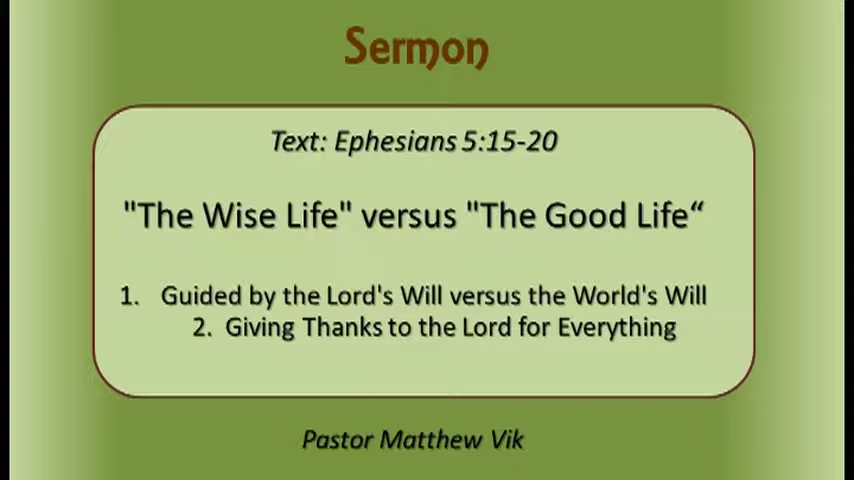 Sermon
Text: Ephesians 5:15-20
"The Wise Life" versus "The Good Life“
1. Guided by the Lord's Will versus the World's Will
2. Giving Thanks to the Lord for Everything
Pastor Matthew Vik